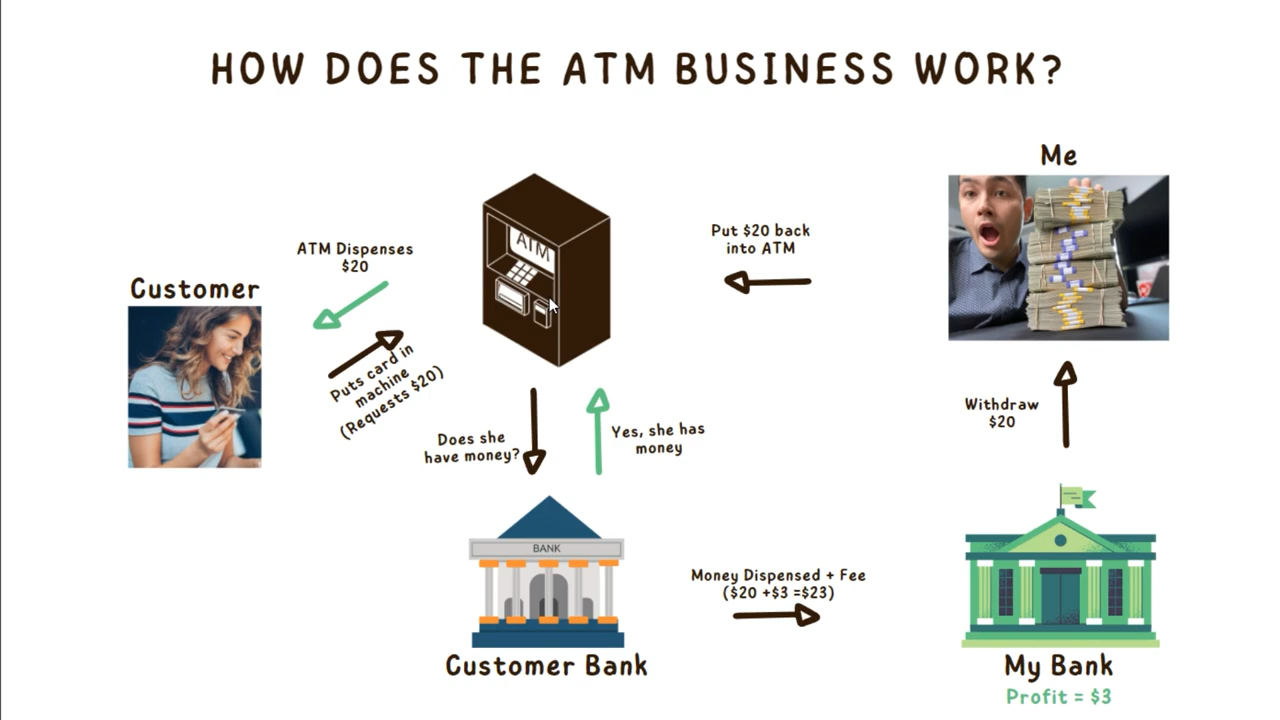 HOW DOES THE ATM BUSINESS WORK?
Me
ATM
Put $20 back
into ATM
ATM Dispenses
$20
Customer
Puts card in
machine
(Requests $20)
Does she
have money?
Yes, she has
money
Withdraw
$20
BANK
Money Dispensed + Fee
($20 +$3 =$23)
Customer Bank
My Bank
Profit = $3